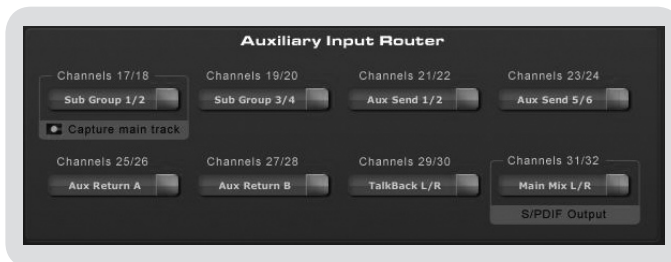 Auxiliary Input Router
Channels 17/18 Channels 19/20 Channels 21/22 Channels 23/24
Sub Group 1/2 Sub Group 3/4 Aux Send 1/2 Aux Send 5/6
Capture main track
Channels 25/26 Channels 27/28 Channels 29/30 Channels 31/32
Aux Return A Aux Return B TalkBack L/R Main Mix L/R
S/PDIF Output